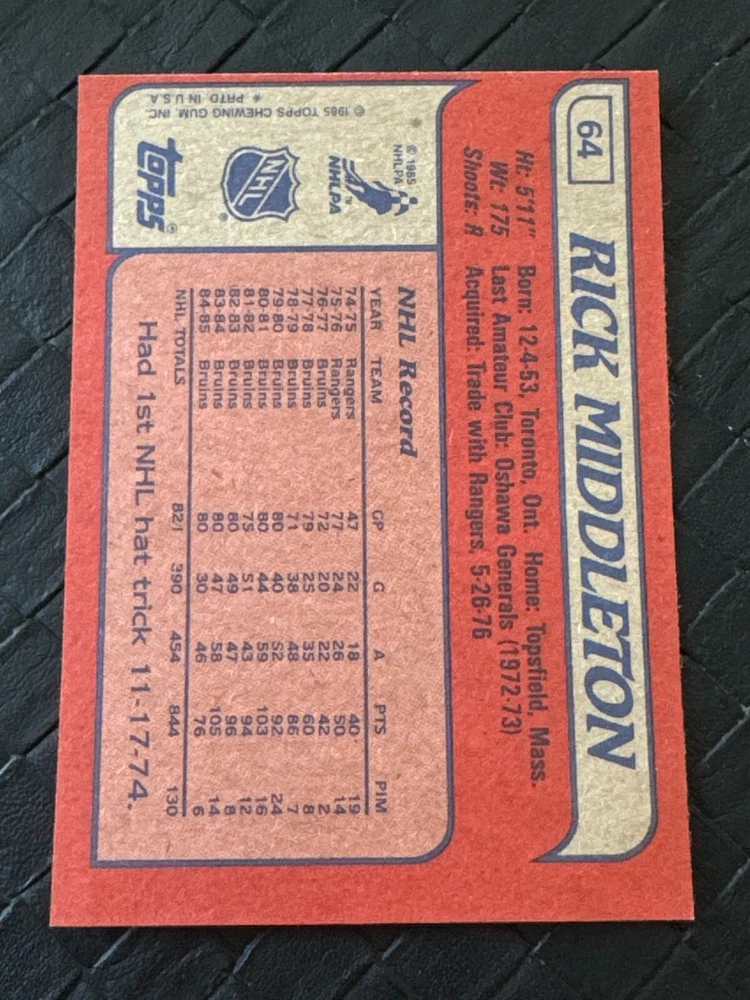 64
RICK MIDDLETON
Ht: 5'11" Born: 12-4-53, Toronto, Ont. Home: Topsfield, Mass.
Wt: 175 Last Amateur Club: Oshawa Generals (1972-73)
Shoots: R Acquired: Trade with Rangers, 5-26-76
NHL Record
YEAR TEAM GP G A PTS PIM
74-75 Rangers 47 22 18 40 19
75-76 Rangers 77 24 26 50 14
76-77 Bruins 72 20 22 42 2
77-78 Bruins 79 25 35 60 8
78-79 Bruins 71 38 48 86 7
79-80 Bruins 80 40 52 92 24
80-81 Bruins 80 44 59 103 16
81-82 Bruins 75 51 43 94 12
82-83 Bruins 80 49 47 96 8
83-84 Bruins 80 47 58 105 14
84-85 Bruins 80 30 46 76 6
NHL TOTALS 821 390 454 844 130
Had 1st NHL hat trick 11-17-74.
© 1985
NHLPA
NHLPA
TM
NHL
®
topps®
© 1985 TOPPS CHEWING GUM, INC.
* PRTD IN U.S.A